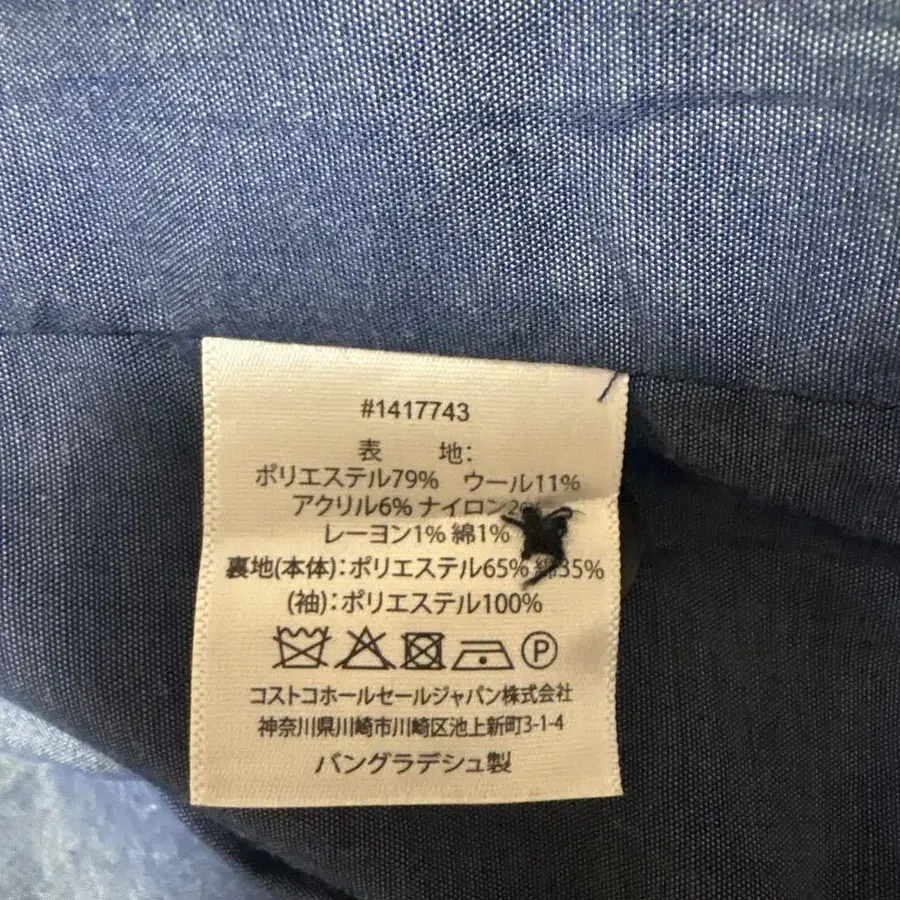 #1417743
表 地:
ポリエステル79% ウール11%
アクリル6% ナイロン2%
レーヨン1% 綿1%
裏地(本体):ポリエステル65% 綿35%
(袖):ポリエステル100%
P
コストコホールセールジャパン株式会社
神奈川県川崎市川崎区池上新町3-1-4
バングラデシュ製